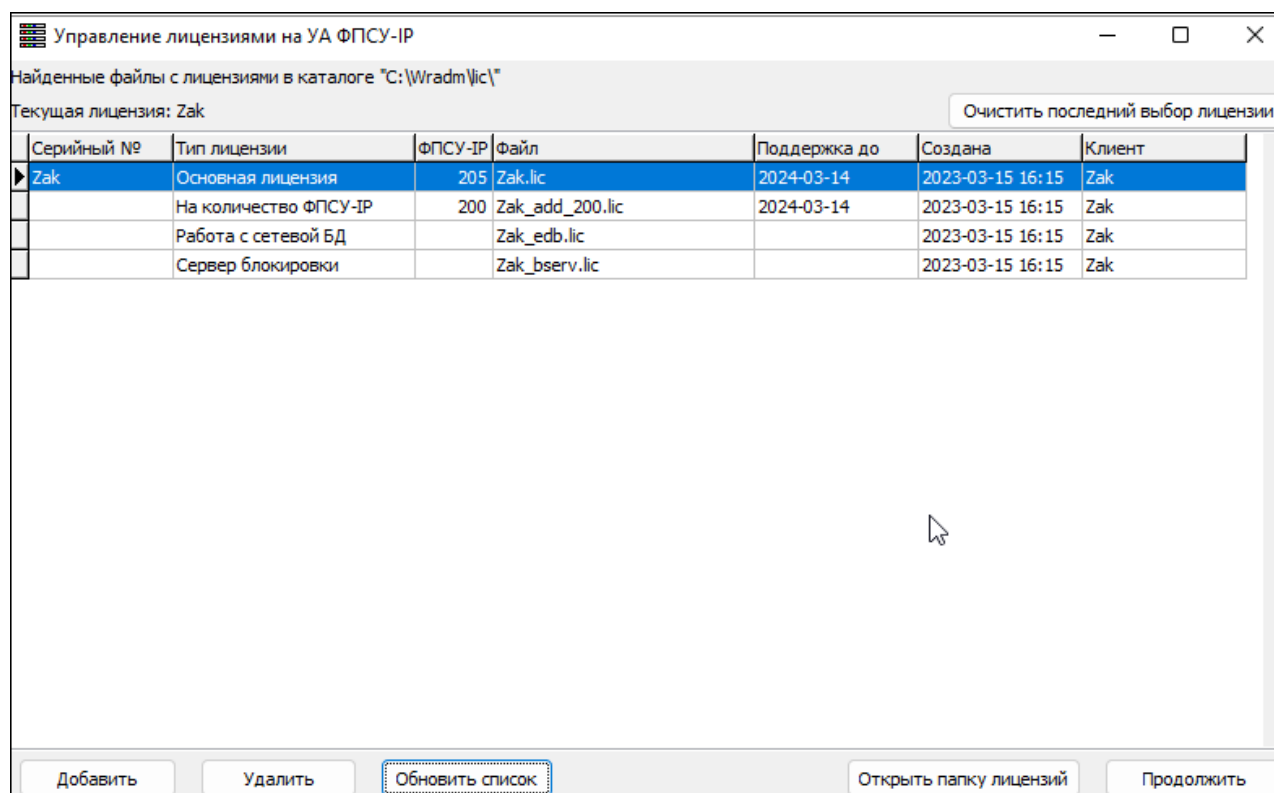 Управление лицензиями на УА ФПСУ-IP
Найденные файлы с лицензиями в каталоге "C:\Wradm\lic\"
Текущая лицензия: Zak
Очистить последний выбор лицензии
Серийный № Тип лицензии ФПСУ-IP Файл Поддержка до Создана Клиент
Zak Основная лицензия 205 Zak.lic 2024-03-14 2023-03-15 16:15 Zak
На количество ФПСУ-IP 200 Zak_add_200.lic 2024-03-14 2023-03-15 16:15 Zak
Работа с сетевой БД Zak_edb.lic 2023-03-15 16:15 Zak
Сервер блокировки Zak_bserv.lic 2023-03-15 16:15 Zak
Добавить Удалить Обновить список Открыть папку лицензий Продолжить